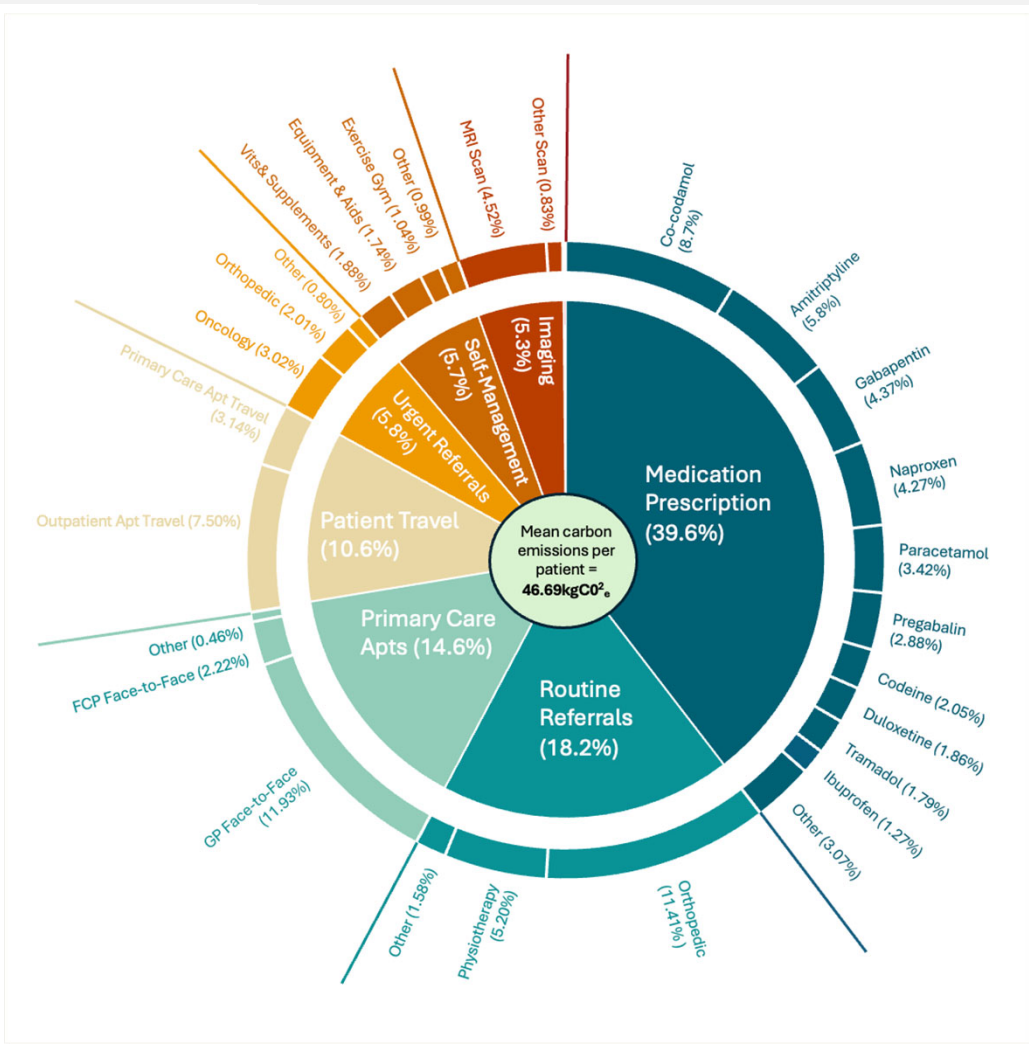 Mean carbon
emissions per
patient =
46.69kgC0²e
Medication
Prescription
(39.6%)
Co-codamol
(8.7%)
Amitriptyline
(5.8%)
Gabapentin
(4.37%)
Naproxen
(4.27%)
Paracetamol
(3.42%)
Pregabalin
(2.88%)
Codeine (2.05%)
Duloxetine (1.86%)
Tramadol (1.79%)
Ibuprofen (1.27%)
Other (3.07%)
Routine
Referrals
(18.2%)
Orthopedic
(11.41%)
Physiotherapy
(5.20%)
Other (1.58%)
Primary Care
Apts (14.6%)
GP Face-to-Face
(11.93%)
FCP Face-to-Face (2.22%)
Other (0.46%)
Patient Travel
(10.6%)
Outpatient Apt Travel (7.50%)
Primary Care Apt Travel
(3.14%)
Urgent Referrals
(5.8%)
Oncology (3.02%)
Orthopedic (2.01%)
Other (0.80%)
Self-Management
(5.7%)
Vits& Supplements (1.88%)
Equipment & Aids (1.74%)
Exercise Gym (1.04%)
Other (0.99%)
Imaging
(5.3%)
MRI Scan (4.52%)
Other Scan (0.83%)